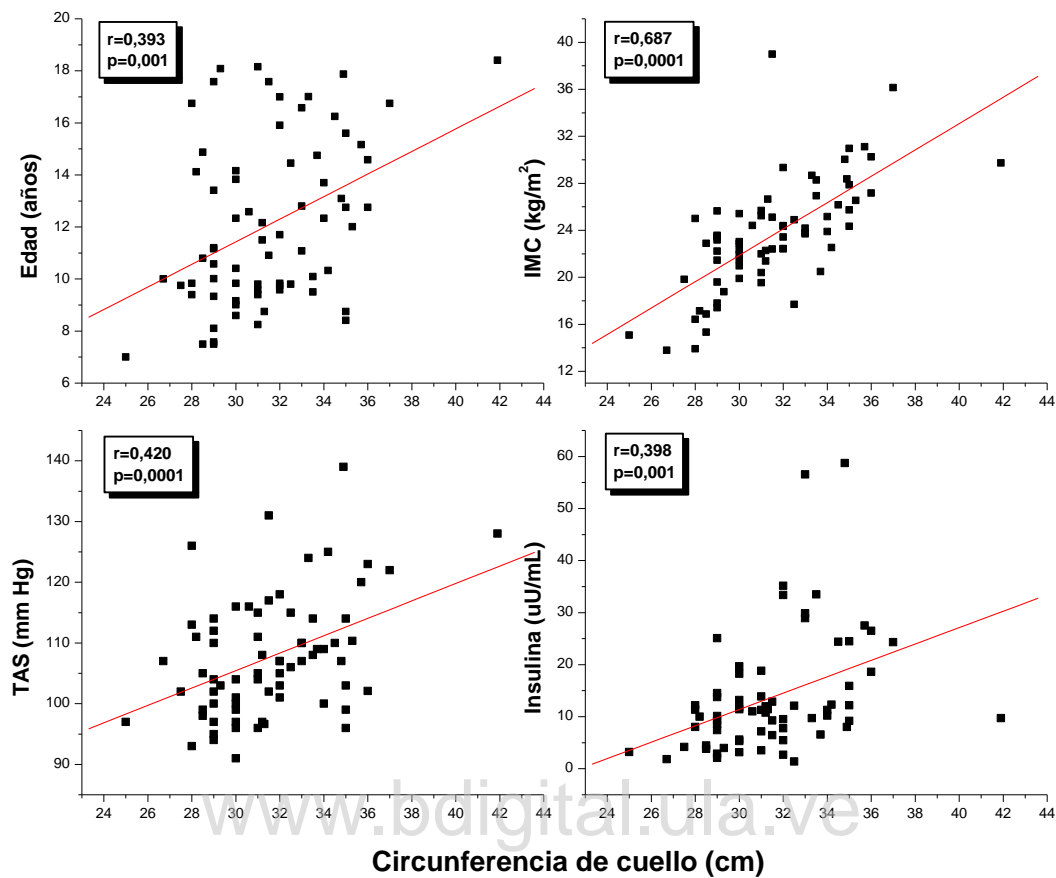 r=0,393
p=0,001
Edad (años)
20
18
16
14
12
10
8
6
24 26 28 30 32 34 36 38 40 42 44
r=0,687
p=0,0001
IMC (kg/m²)
40
36
32
28
24
20
16
12
24 26 28 30 32 34 36 38 40 42 44
r=0,420
p=0,0001
TAS (mm Hg)
140
130
120
110
100
90
24 26 28 30 32 34 36 38 40 42 44
r=0,398
p=0,001
Insulina (uU/mL)
60
50
40
30
20
10
0
24 26 28 30 32 34 36 38 40 42 44
www.bdigital.ula.ve
Circunferencia de cuello (cm)